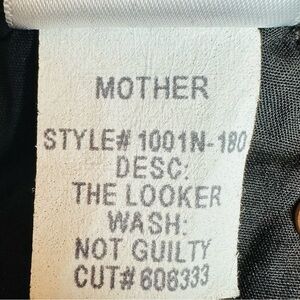 MOTHER
STYLE# 1001N-180
DESC:
THE LOOKER
WASH:
NOT GUILTY
CUT# 606333